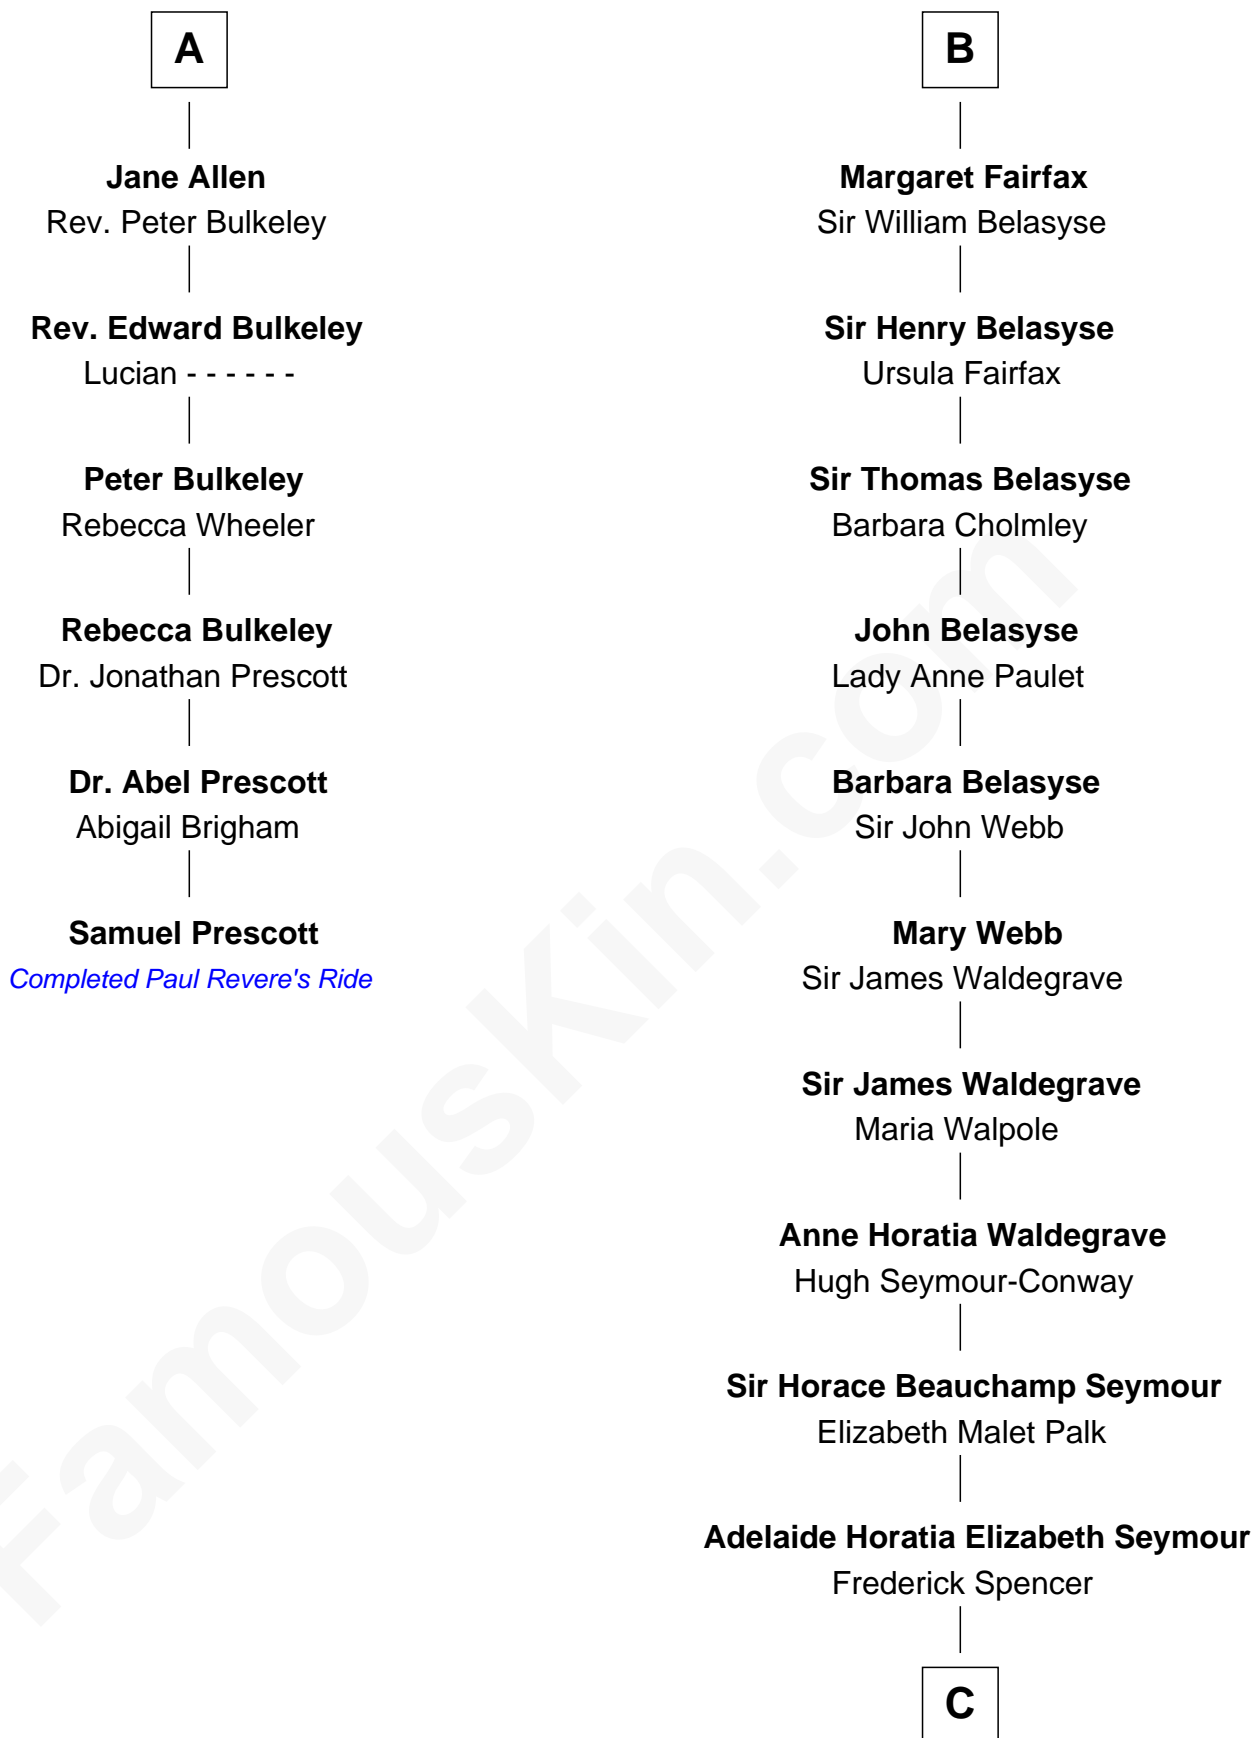 A
Jane Allen
Rev. Peter Bulkeley
Rev. Edward Bulkeley
Lucian - - - - - -
Peter Bulkeley
Rebecca Wheeler
Rebecca Bulkeley
Dr. Jonathan Prescott
Dr. Abel Prescott
Abigail Brigham
Samuel Prescott
Completed Paul Revere's Ride
B
Margaret Fairfax
Sir William Belasyse
Sir Henry Belasyse
Ursula Fairfax
Sir Thomas Belasyse
Barbara Cholmley
John Belasyse
Lady Anne Paulet
Barbara Belasyse
Sir John Webb
Mary Webb
Sir James Waldegrave
Sir James Waldegrave
Maria Walpole
Anne Horatia Waldegrave
Hugh Seymour-Conway
Sir Horace Beauchamp Seymour
Elizabeth Malet Palk
Adelaide Horatia Elizabeth Seymour
Frederick Spencer
C
FamousKin.com